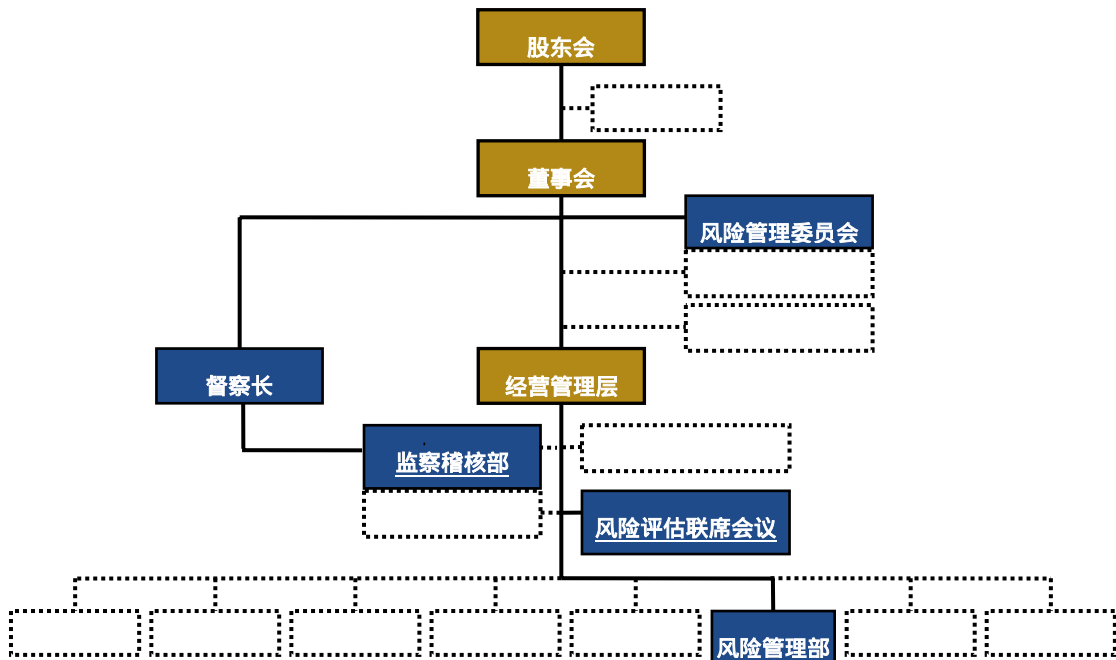 股东会
董事会
风险管理委员会
督察长
经营管理层
监察稽核部
风险评估联席会议
风险管理部